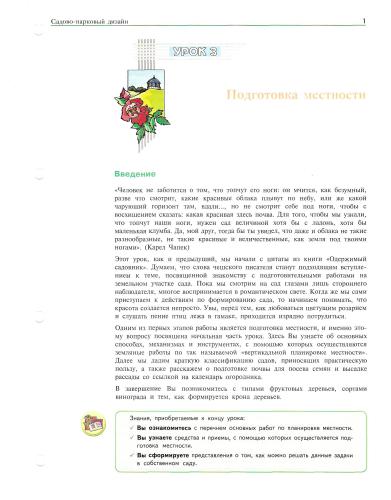 Садово-парковый дизайн
1
УРОК 3
Подготовка местности
Введение
«Человек не заботится о том, что топчут его ноги: он мчится, как безумный,
разве что смотрит, какие красивые облака плывут по небу, или же какой
чарующий горизонт там, вдали..., но не смотрит себе под ноги, чтобы с
восхищением сказать: какая красивая здесь почва. Для того, чтобы мы узнали,
что топчут наши ноги, нужен сад величиной хотя бы с ладонь, хотя бы
маленькая клумба. Да, мой друг, тогда бы ты увидел, что даже и облака не такие
разнообразные, не такие красивые и величественные, как земля под твоими
ногами». (Карел Чапек)
Этот урок, как и предыдущий, мы начали с цитаты из книги «Одержимый
садовник». Думаем, что слова чешского писателя станут подходящим вступле-
нием к теме, посвященной знакомству с подготовительными работами на
земельном участке сада. Пока мы смотрим на сад глазами лишь стороннего
наблюдателя, многое воспринимается в романтическом свете. Когда же мы сами
приступаем к действиям по формированию сада, то начинаем понимать, что
красота создается непросто. Увы, перед тем, как любоваться цветущим розарием
и слушать пение птиц лежа в гамаке, приходится изрядно потрудиться.
Одним из первых этапов работы является подготовка местности, и именно это-
му вопросу посвящена начальная часть урока. Здесь Вы узнаете об основных
способах, механизмах и инструментах, с помощью которых осуществляются
земляные работы по так называемой «вертикальной планировке местности».
Далее мы дадим краткую классификацию садов, приносящих практическую
пользу, а также расскажем о подготовке почвы для посева семян и высадке
рассады со ссылкой на календарь огородника.
В завершение Вы познакомитесь с типами фруктовых деревьев, сортами
винограда и тем, как формируется крона деревьев.
Знания, приобретаемые к концу урока:
✓ Вы ознакомитесь с перечнем основных работ по планировке местности.
✓ Вы узнаете средства и приемы, с помощью которых осуществляется под-
готовка местности.
✓ Вы сформируете представления о том, как можно решать данные задачи
в собственном саду.